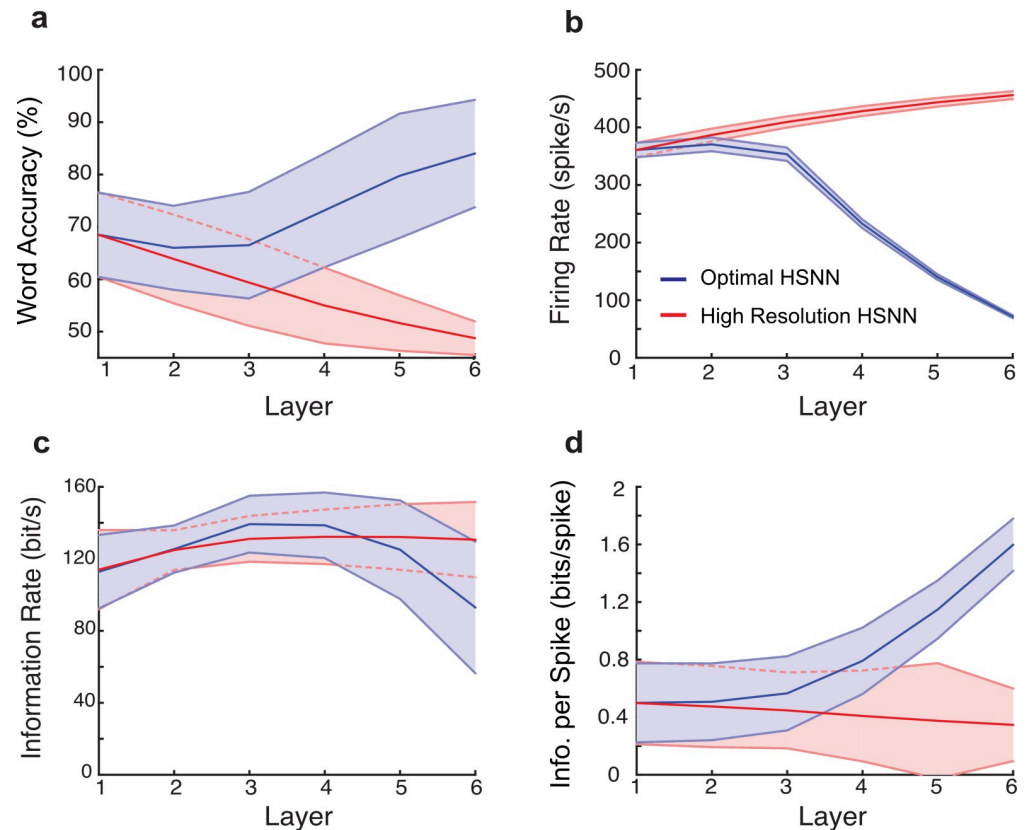 a
Word Accuracy (%)
100
90
80
70
60
50
1 2 3 4 5 6
Layer
b
Firing Rate (spike/s)
500
400
300
200
100
0
Optimal HSNN
High Resolution HSNN
1 2 3 4 5 6
Layer
c
Information Rate (bit/s)
160
120
80
40
0
1 2 3 4 5 6
Layer
d
Info. per Spike (bits/spike)
2
1.6
1.2
0.8
0.4
0
1 2 3 4 5 6
Layer